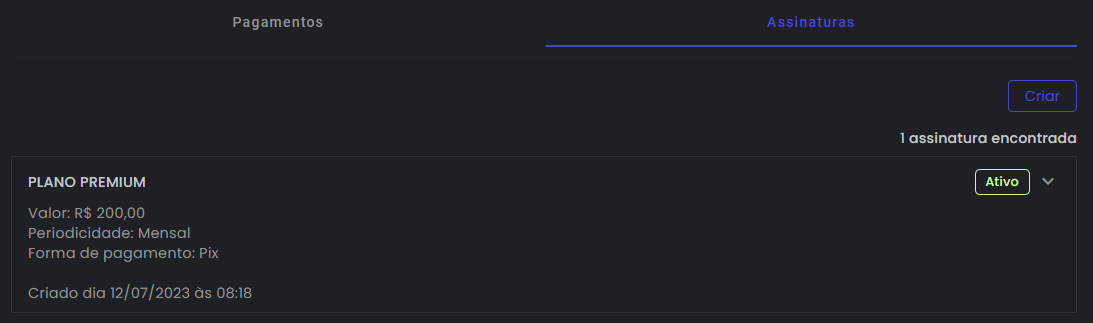 Pagamentos
Assinaturas
Criar
1 assinatura encontrada
PLANO PREMIUM
Ativo
Valor: R$ 200,00
Periodicidade: Mensal
Forma de pagamento: Pix
Criado dia 12/07/2023 às 08:18